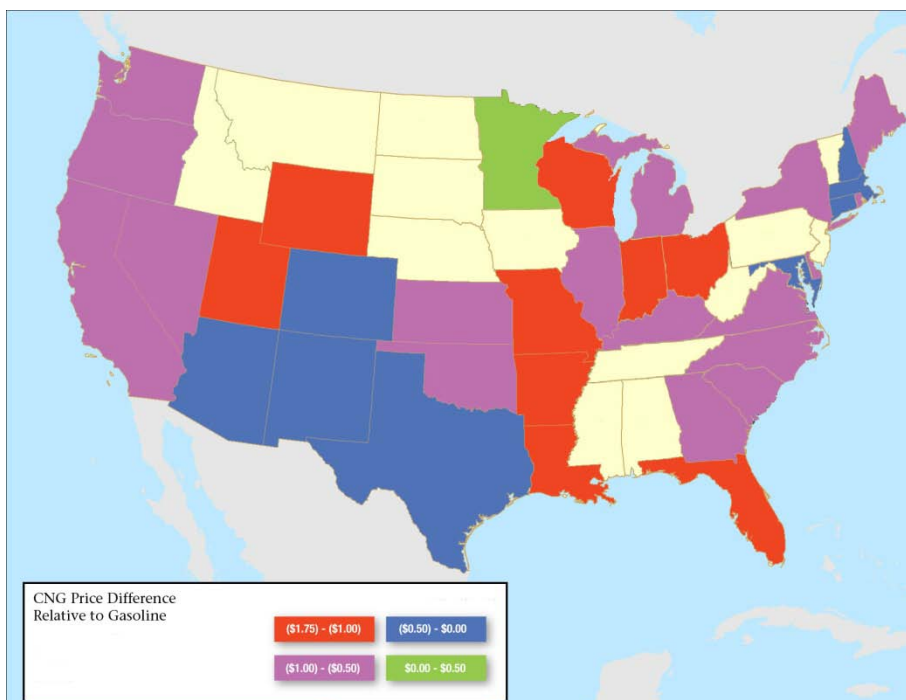 CNG Price Difference
Relative to Gasoline
($1.75) - ($1.00)
($0.50) - $0.00
($1.00) - ($0.50)
$0.00 - $0.50